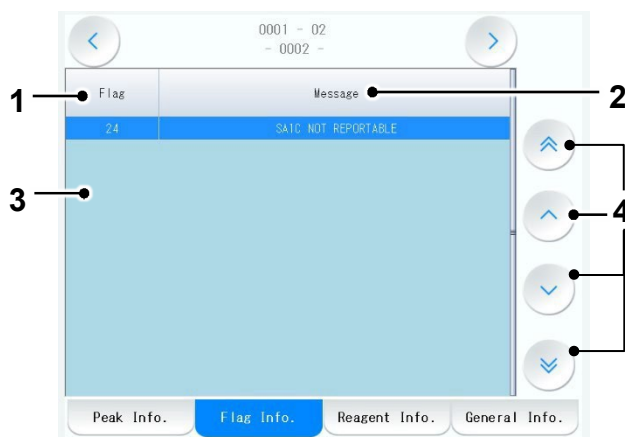 0001 - 02
- 0002 -
Flag Message
24 SA1C NOT REPORTABLE
1
2
3
4
Peak Info. Flag Info. Reagent Info. General Info.